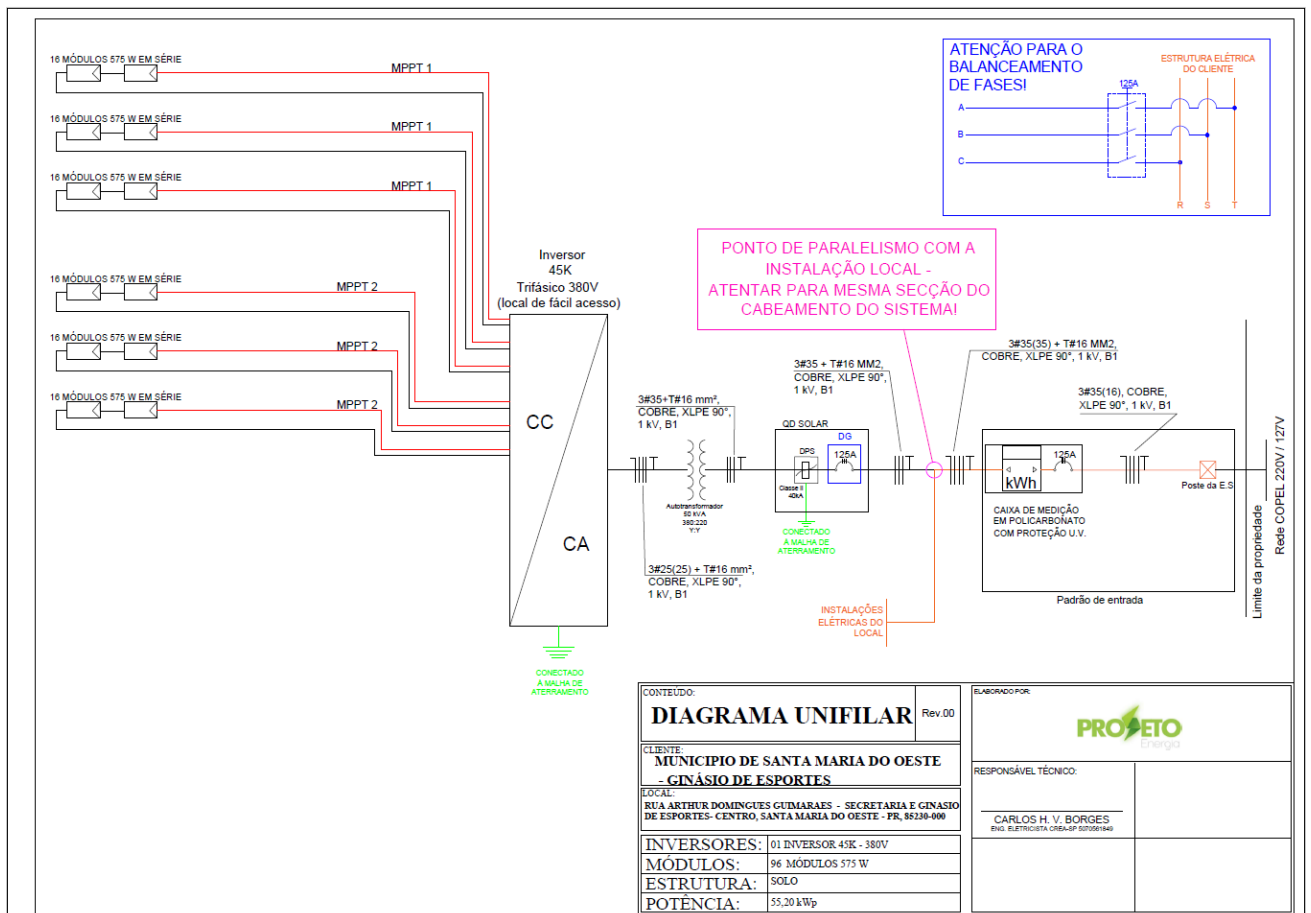 16 MÓDULOS 575 W EM SÉRIE
MPPT 1
16 MÓDULOS 575 W EM SÉRIE
MPPT 1
16 MÓDULOS 575 W EM SÉRIE
MPPT 1
16 MÓDULOS 575 W EM SÉRIE
MPPT 2
16 MÓDULOS 575 W EM SÉRIE
MPPT 2
16 MÓDULOS 575 W EM SÉRIE
MPPT 2
Inversor
45K
Trifásico 380V
(local de fácil acesso)
CC
CA
CONECTADO
A MALHA DE
ATERRAMENTO
3#35+T#16 mm²,
COBRE, XLPE 90°,
1 kV, B1
T
T
Autotransformador
50 kVA
380:220
Y:Y
3#25(25) + T#16 mm²,
COBRE, XLPE 90°,
1 kV, B1
QD SOLAR
DG
DPS
125A
Classe II
40kA
CONECTADO
A MALHA DE
ATERRAMENTO
3#35 + T#16 MM2,
COBRE, XLPE 90°,
1 kV, B1
T
PONTO DE PARALELISMO COM A
INSTALAÇÃO LOCAL -
ATENTAR PARA MESMA SECÇÃO DO
CABEAMENTO DO SISTEMA!
INSTALAÇÕES
ELÉTRICAS DO
LOCAL
ATENÇÃO PARA O
BALANCEAMENTO
DE FASES!
ESTRUTURA ELÉTRICA
DO CLIENTE
125A
A
B
C
R S T
3#35(35) + T#16 MM2,
COBRE, XLPE 90°, 1 kV, B1
T
3#35(16), COBRE,
XLPE 90°, 1 kV, B1
kWh
125A
CAIXA DE MEDIÇÃO
EM POLICARBONATO
COM PROTEÇÃO U.V.
Poste da E.S
Padrão de entrada
Limite da propriedade
Rede COPEL 220V / 127V
CONTEÚDO:
DIAGRAMA UNIFILAR
Rev.00
CLIENTE:
MUNICIPIO DE SANTA MARIA DO OESTE
- GINÁSIO DE ESPORTES
LOCAL:
RUA ARTHUR DOMINGUES GUIMARAES - SECRETARIA E GINASIO
DE ESPORTES- CENTRO, SANTA MARIA DO OESTE - PR, 85230-000
INVERSORES: 01 INVERSOR 45K - 380V
MÓDULOS: 96 MÓDULOS 575 W
ESTRUTURA: SOLO
POTÊNCIA: 55,20 kWp
ELABORADO POR:
PROJETO
Energia
RESPONSÁVEL TÉCNICO:
CARLOS H. V. BORGES
ENG. ELETRICISTA CREA-SP 5070561849